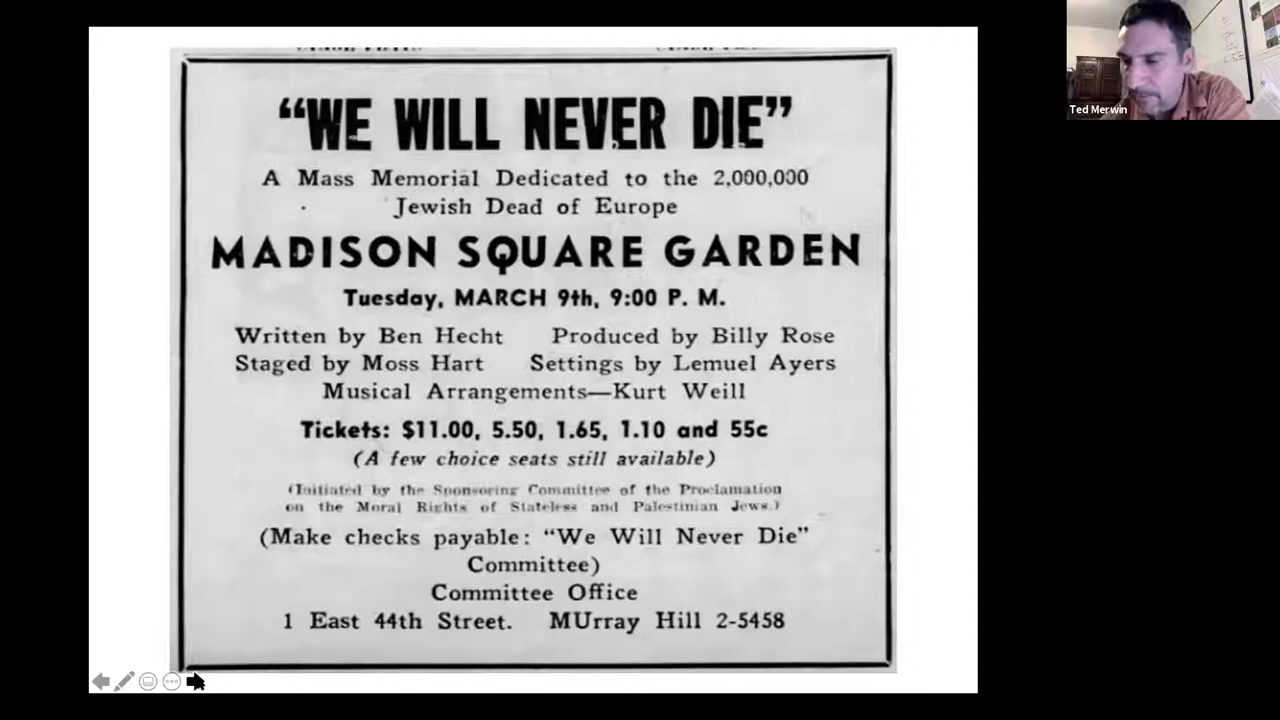 "WE WILL NEVER DIE"
A Mass Memorial Dedicated to the 2,000,000
Jewish Dead of Europe
MADISON SQUARE GARDEN
Tuesday, MARCH 9th, 9:00 P. M.
Written by Ben Hecht Produced by Billy Rose
Staged by Moss Hart Settings by Lemuel Ayers
Musical Arrangements—Kurt Weill
Tickets: $11.00, 5.50, 1.65, 1.10 and 55c
(A few choice seats still available)
(Initiated by the Sponsoring Committee of the Proclamation
on the Moral Rights of Stateless and Palestinian Jews.)
(Make checks payable: "We Will Never Die"
Committee)
Committee Office
1 East 44th Street. MUrray Hill 2-5458
Ted Merwin